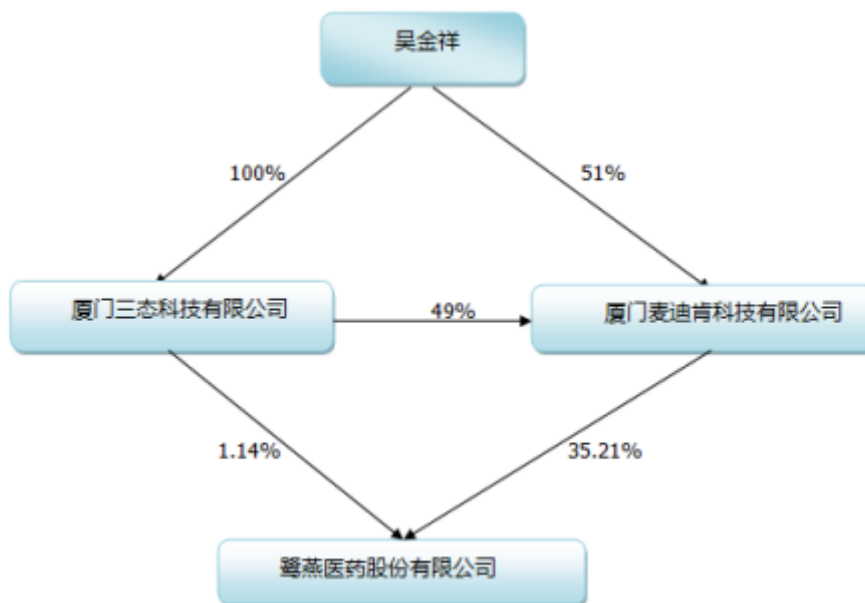 吴金祥
100%
51%
厦门三态科技有限公司
49%
厦门麦迪肯科技有限公司
1.14%
35.21%
鹭燕医药股份有限公司